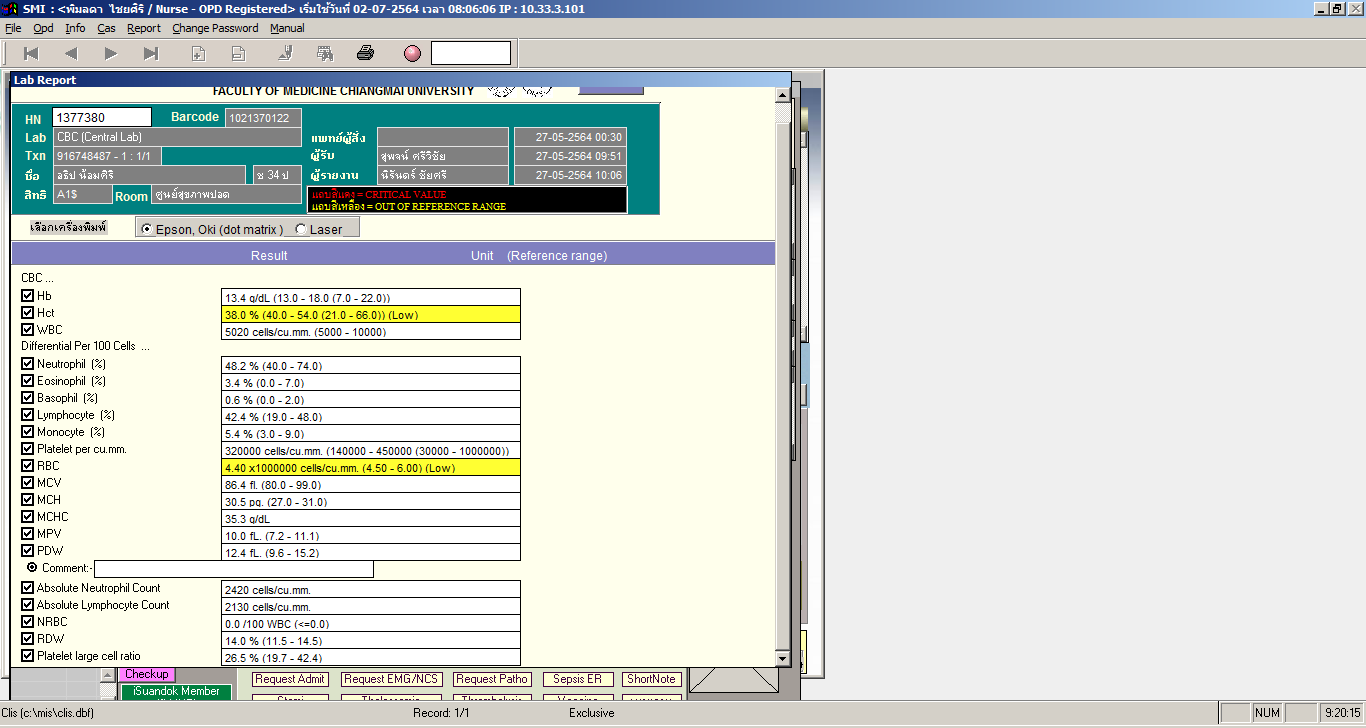 SMI : <พิมลดา ไชยศิริ / Nurse - OPD Registered> เริ่มใช้วันที่ 02-07-2564 เวลา 08:06:06 IP : 10.33.3.101
File Opd Info Cas Report Change Password Manual
Lab Report
FACULTY OF MEDICINE CHIANGMAI UNIVERSITY
HN 1377380 Barcode 1021370122
Lab CBC (Central Lab) แพทย์ผู้สั่ง 27-05-2564 00:30
Txn 916748487 - 1 : 1/1 ผู้รับ สุพจน์ ศรีวิชัย 27-05-2564 09:51
ชื่อ อธิป น้อมศิริ ช 34 ป ผู้รายงาน นิรันดร์ ชัยศรี 27-05-2564 10:06
สิทธิ A1$ Room ศูนย์สุขภาพปอด
แถบสีแดง = CRITICAL VALUE
แถบสีเหลือง = OUT OF REFERENCE RANGE
เลือกเครื่องพิมพ์ Epson, Oki (dot matrix ) Laser
Result Unit (Reference range)
CBC ...
Hb 13.4 g/dL (13.0 - 18.0 (7.0 - 22.0))
Hct 38.0 % (40.0 - 54.0 (21.0 - 66.0)) (Low)
WBC 5020 cells/cu.mm. (5000 - 10000)
Differential Per 100 Cells ...
Neutrophil (%) 48.2 % (40.0 - 74.0)
Eosinophil (%) 3.4 % (0.0 - 7.0)
Basophil (%) 0.6 % (0.0 - 2.0)
Lymphocyte (%) 42.4 % (19.0 - 48.0)
Monocyte (%) 5.4 % (3.0 - 9.0)
Platelet per cu.mm. 320000 cells/cu.mm. (140000 - 450000 (30000 - 1000000))
RBC 4.40 x1000000 cells/cu.mm. (4.50 - 6.00) (Low)
MCV 86.4 fl. (80.0 - 99.0)
MCH 30.5 pg. (27.0 - 31.0)
MCHC 35.3 g/dL
MPV 10.0 fL. (7.2 - 11.1)
PDW 12.4 fL. (9.6 - 15.2)
Comment:-
Absolute Neutrophil Count 2420 cells/cu.mm.
Absolute Lymphocyte Count 2130 cells/cu.mm.
NRBC 0.0 /100 WBC (<=0.0)
RDW 14.0 % (11.5 - 14.5)
Platelet large cell ratio 26.5 % (19.7 - 42.4)
Checkup Request Admit Request EMG/NCS Request Patho Sepsis ER ShortNote
iSuandok Member
Clis (c:\mis\clis.dbf) Record: 1/1 Exclusive NUM 9:20:15